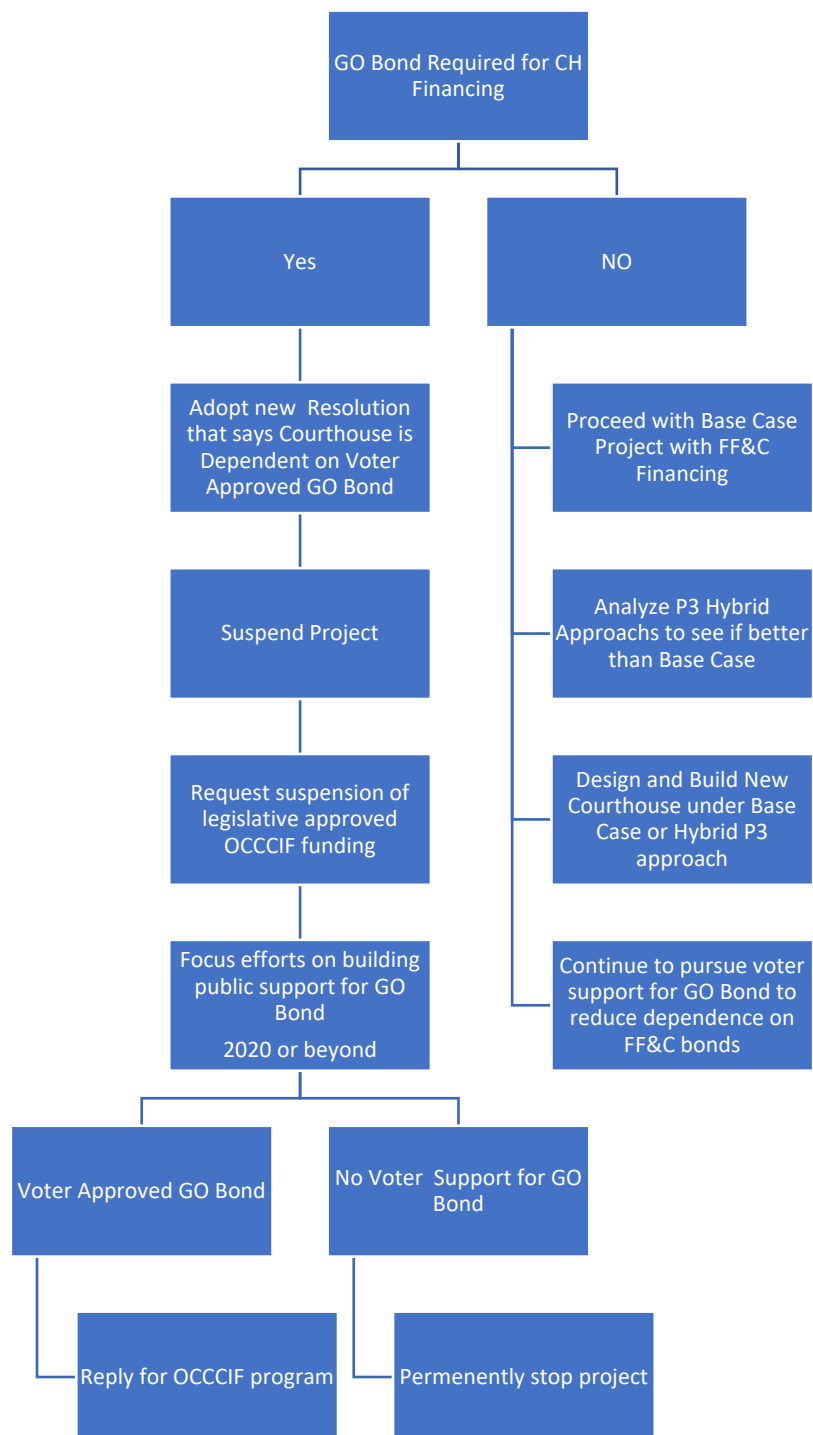 GO Bond Required for CH
Financing
Yes
NO
Adopt new Resolution
that says Courthouse is
Dependent on Voter
Approved GO Bond
Proceed with Base Case
Project with FF&C
Financing
Suspend Project
Analyze P3 Hybrid
Approachs to see if better
than Base Case
Request suspension of
legislative approved
OCCCIF funding
Design and Build New
Courthouse under Base
Case or Hybrid P3
approach
Focus efforts on building
public support for GO
Bond
2020 or beyond
Continue to pursue voter
support for GO Bond to
reduce dependence on
FF&C bonds
Voter Approved GO Bond
No Voter Support for GO
Bond
Reply for OCCCIF program
Permenently stop project